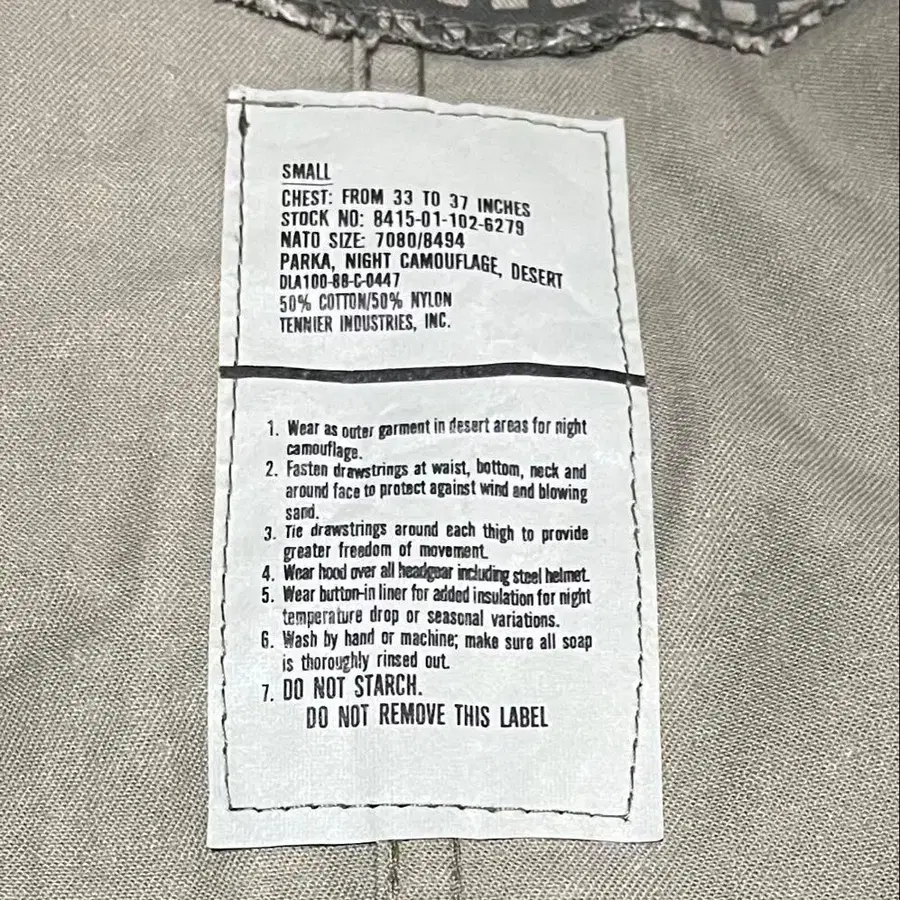 SMALL
CHEST: FROM 33 TO 37 INCHES
STOCK NO: 8415-01-102-6279
NATO SIZE: 7080/8494
PARKA, NIGHT CAMOUFLAGE, DESERT
DLA100-88-C-0447
50% COTTON/50% NYLON
TENNIER INDUSTRIES, INC.
1. Wear as outer garment in desert areas for night
camouflage.
2. Fasten drawstrings at waist, bottom, neck and
around face to protect against wind and blowing
sand.
3. Tie drawstrings around each thigh to provide
greater freedom of movement.
4. Wear hood over all headgear including steel helmet.
5. Wear button-in liner for added insulation for night
temperature drop or seasonal variations.
6. Wash by hand or machine; make sure all soap
is thoroughly rinsed out.
7. DO NOT STARCH.
DO NOT REMOVE THIS LABEL